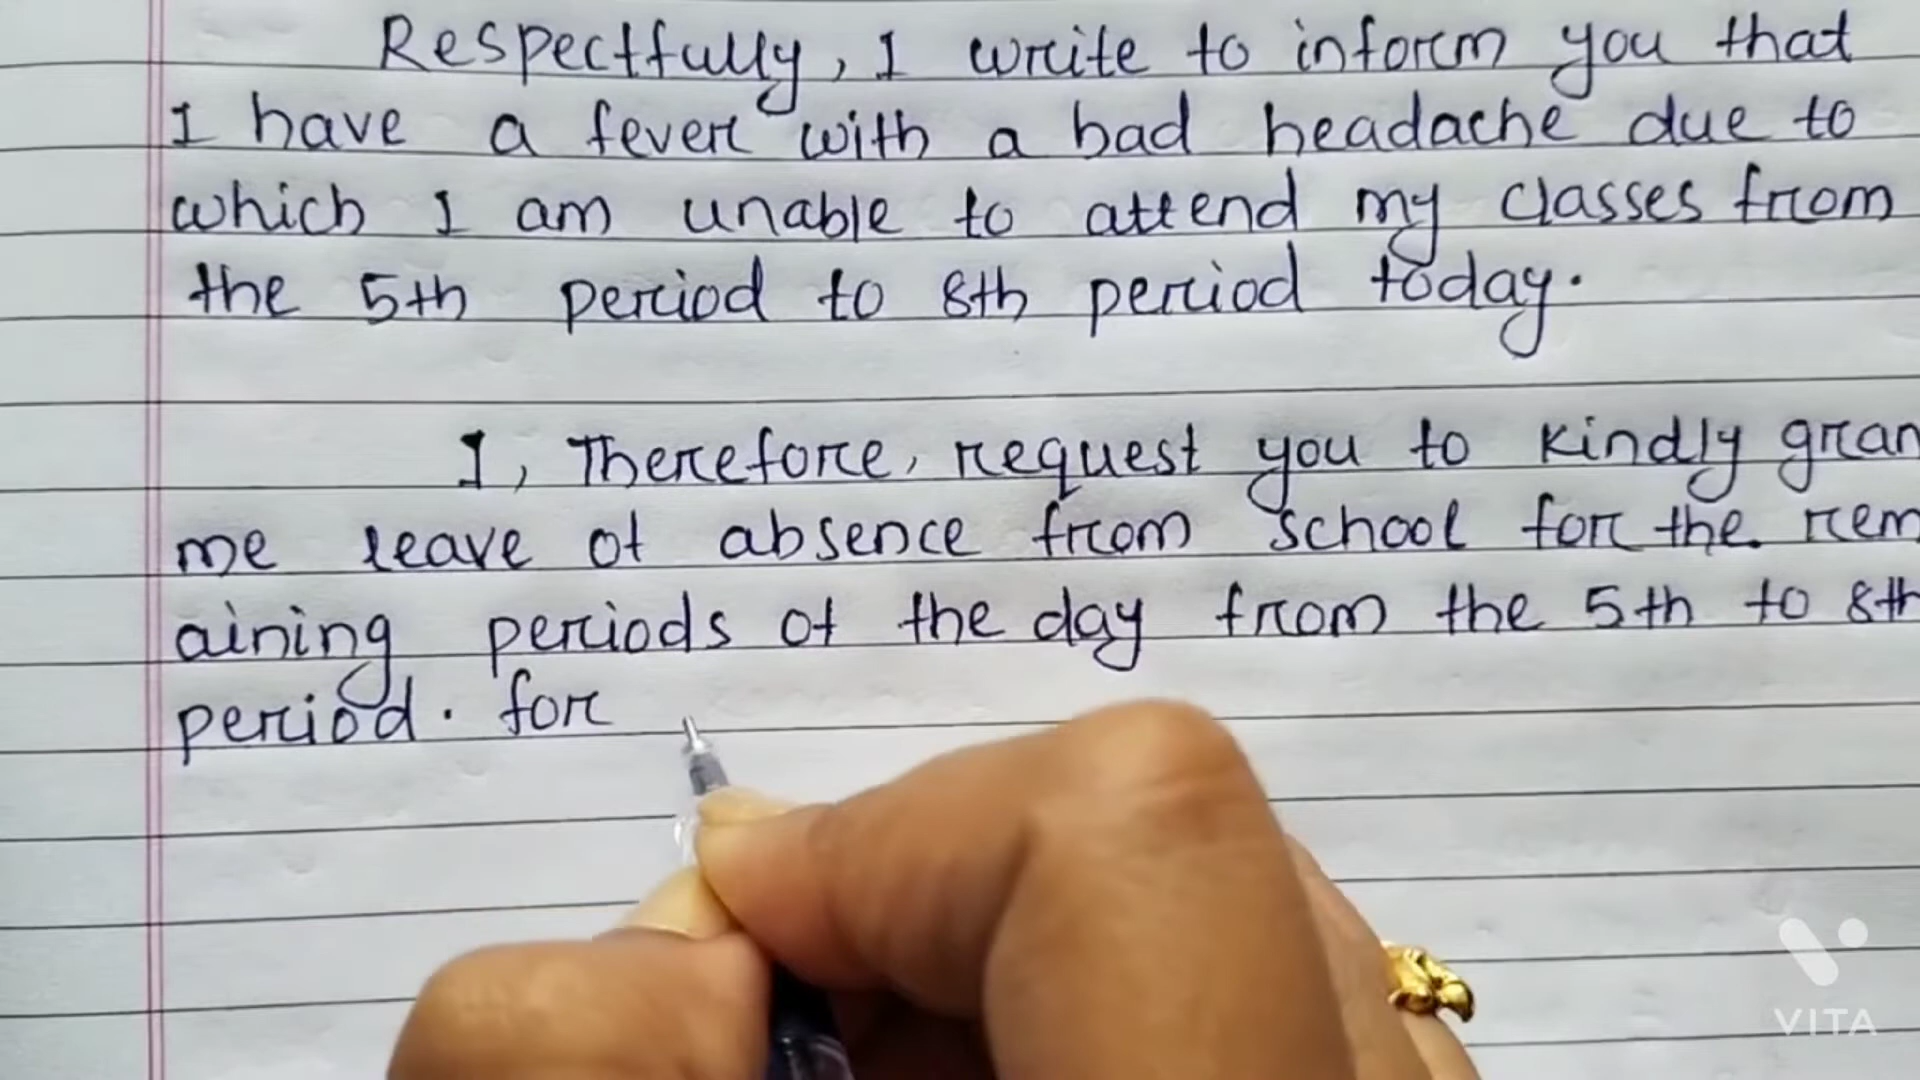 Respectfully, I write to inform you that
I have a fever with a bad headache due to
which I am unable to attend my classes from
the 5th period to 8th period today.
I, Therefore, request you to kindly gran
me leave of absence from school for the rem
aining periods of the day from the 5th to 8th
period. for
VITA